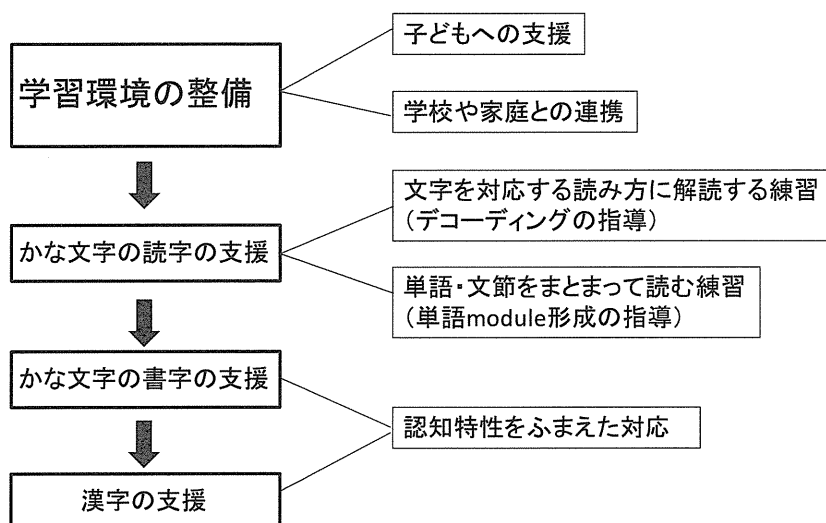 子どもへの支援
学習環境の整備
学校や家庭との連携
文字を対応する読み方に解読する練習
（デコーディングの指導）
かな文字の読字の支援
単語・文節をまとまって読む練習
（単語module形成の指導）
かな文字の書字の支援
認知特性をふまえた対応
漢字の支援